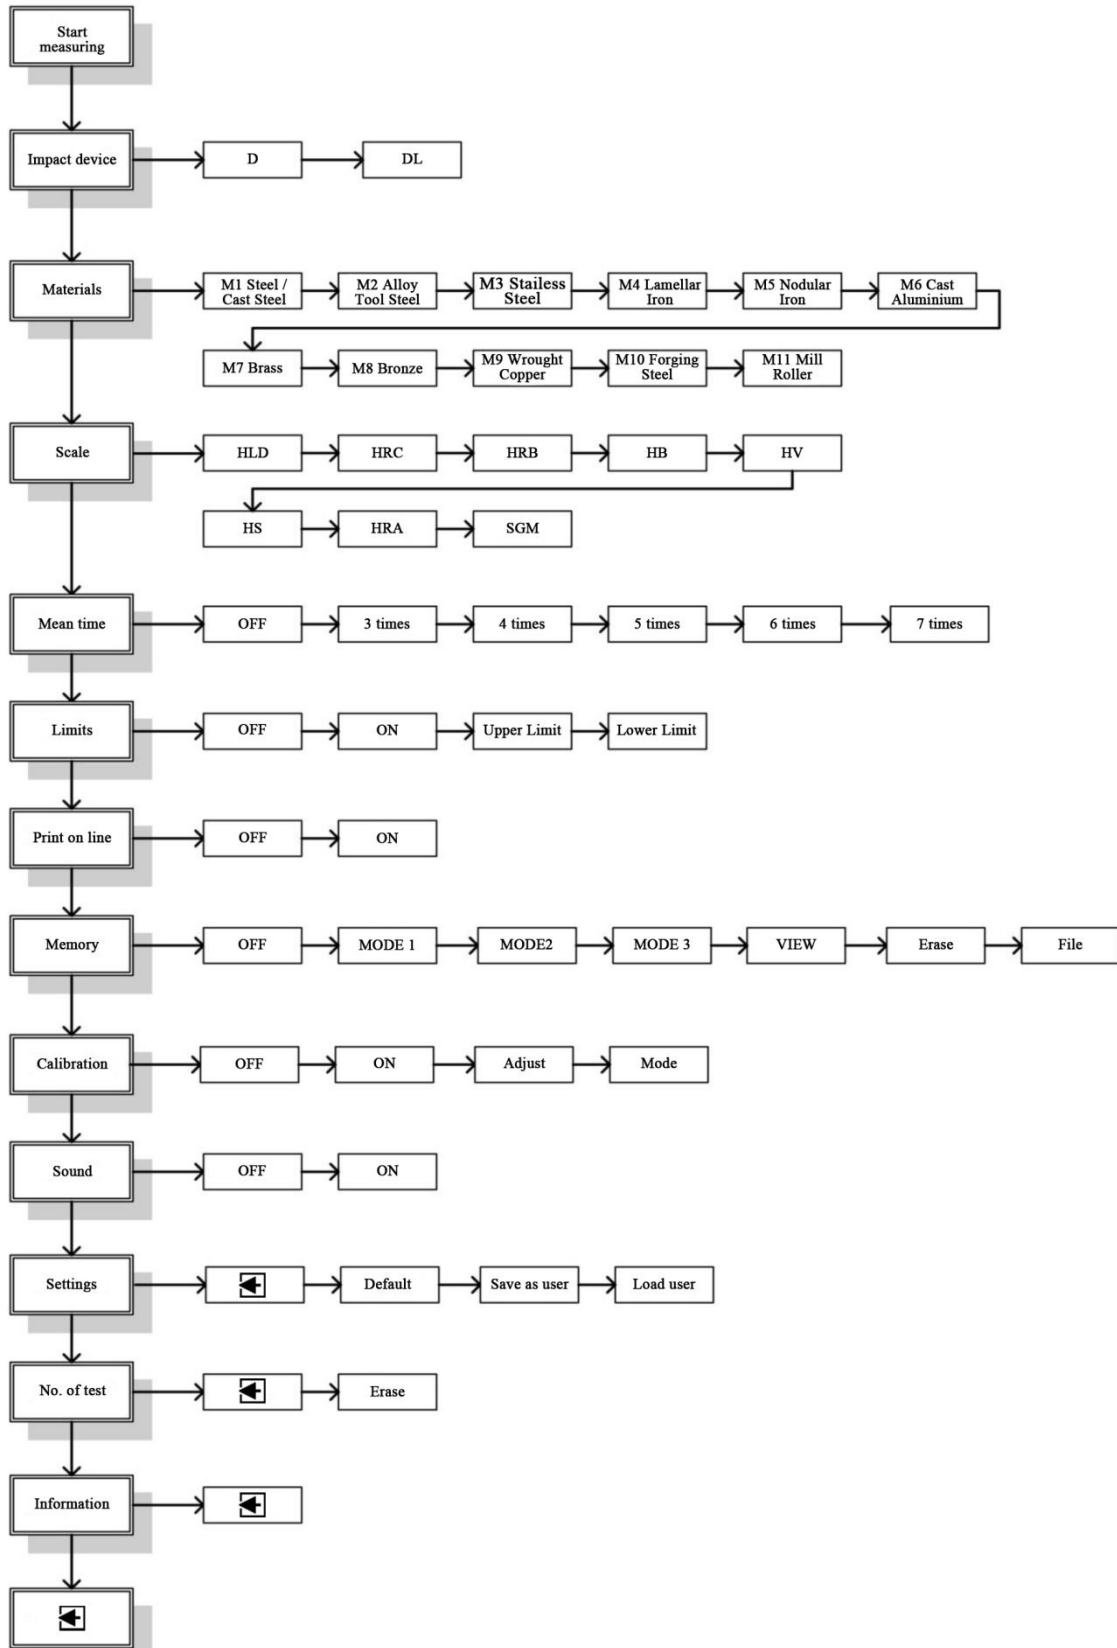 Start
measuring
Impact device
D
DL
Materials
M1 Steel /
Cast Steel
M2 Alloy
Tool Steel
M3 Stailess
Steel
M4 Lamellar
Iron
M5 Nodular
Iron
M6 Cast
Aluminium
M7 Brass
M8 Bronze
M9 Wrought
Copper
M10 Forging
Steel
M11 Mill
Roller
Scale
HLD
HRC
HRB
HB
HV
HS
HRA
SGM
Mean time
OFF
3 times
4 times
5 times
6 times
7 times
Limits
OFF
ON
Upper Limit
Lower Limit
Print on line
OFF
ON
Memory
OFF
MODE 1
MODE2
MODE 3
VIEW
Erase
File
Calibration
OFF
ON
Adjust
Mode
Sound
OFF
ON
Settings
Default
Save as user
Load user
No. of test
Erase
Information